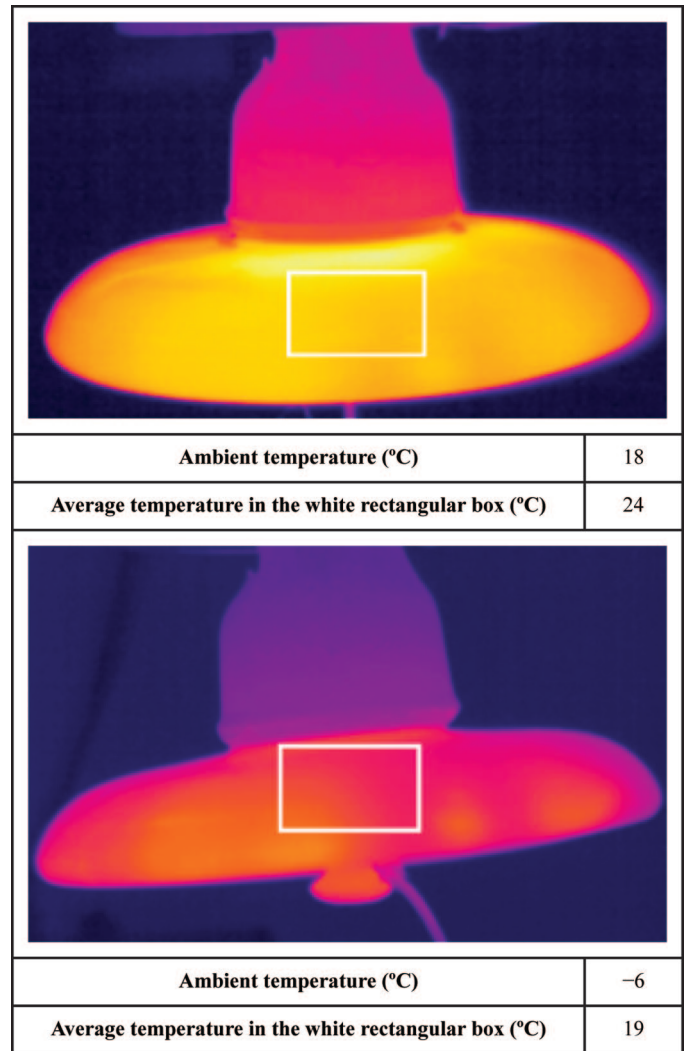 Ambient temperature (ºC) 18
Average temperature in the white rectangular box (ºC) 24
Ambient temperature (ºC) −6
Average temperature in the white rectangular box (ºC) 19